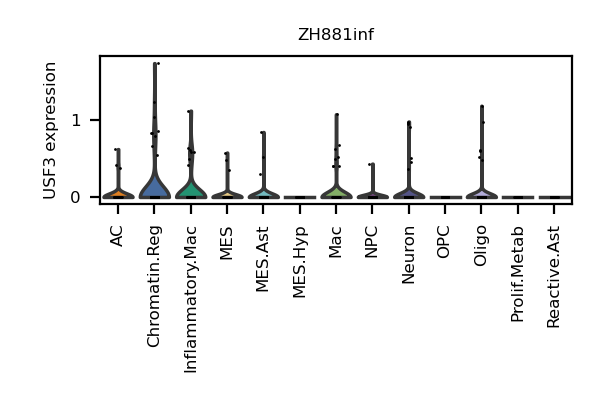 ZH881inf
USF3 expression
1
0
AC
Chromatin.Reg
Inflammatory.Mac
MES
MES.Ast
MES.Hyp
Mac
NPC
Neuron
OPC
Oligo
Prolif.Metab
Reactive.Ast